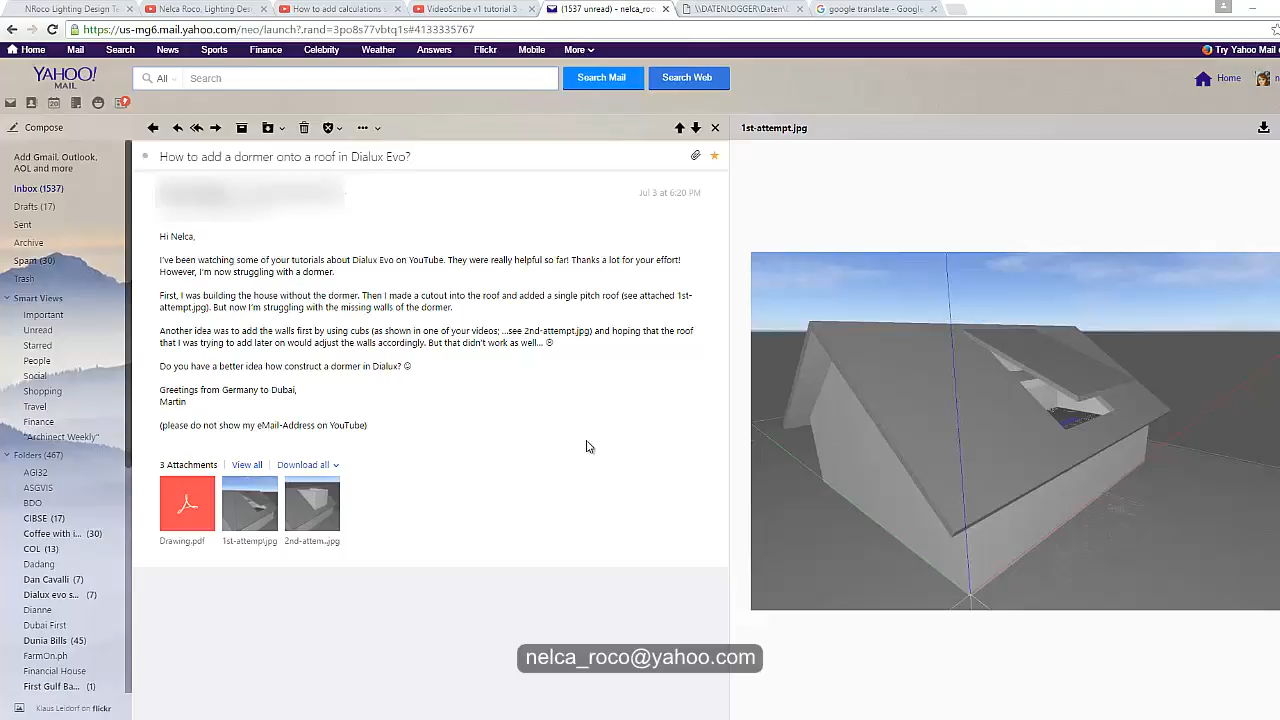 NRoco Lighting Design Te
Nelca Roco, Lighting Desi
How to add calculations s
VideoScribe v1 tutorial 3 -
(1537 unread) - nelca_roc
\\DATENLOGGER\Daten\
google translate - Google
https://us-mg6.mail.yahoo.com/neo/launch?.rand=3po8s77vbtq1s#4133335767
Home Mail Search News Sports Finance Celebrity Weather Answers Flickr Mobile More
Try Yahoo Mail
YAHOO!
MAIL
All
Search
Search Mail
Search Web
Home
Compose
1st-attempt.jpg
Add Gmail, Outlook,
AOL and more
Inbox (1537)
Drafts (17)
Sent
Archive
Spam (30)
Trash
Smart Views
Important
Unread
Starred
People
Social
Shopping
Travel
Finance
"Archinect Weekly"
Folders (467)
AGI32
ASGVIS
BDO
CIBSE (17)
Coffee with i... (30)
COL (13)
Dadang
Dan Cavalli (7)
Dialux evo s... (7)
Dianne
Dubai First
Dunia Bills (45)
FarmOn.ph
Financial House
First Gulf Ba... (1)
Klaus Leidorf on flickr
How to add a dormer onto a roof in Dialux Evo?
Jul 3 at 6:20 PM
Hi Nelca,
I've been watching some of your tutorials about Dialux Evo on YouTube. They were really helpful so far! Thanks a lot for your effort!
However, I'm now struggling with a dormer.
First, I was building the house without the dormer. Then I made a cutout into the roof and added a single pitch roof (see attached 1st-
attempt.jpg). But now I'm struggling with the missing walls of the dormer.
Another idea was to add the walls first by using cubs (as shown in one of your videos; ...see 2nd-attempt.jpg) and hoping that the roof
that I was trying to add later on would adjust the walls accordingly. But that didn't work as well... ☹
Do you have a better idea how construct a dormer in Dialux? ☺
Greetings from Germany to Dubai,
Martin
(please do not show my eMail-Address on YouTube)
3 Attachments View all Download all
Drawing.pdf
1st-attempt.jpg
2nd-attem...jpg
nelca_roco@yahoo.com